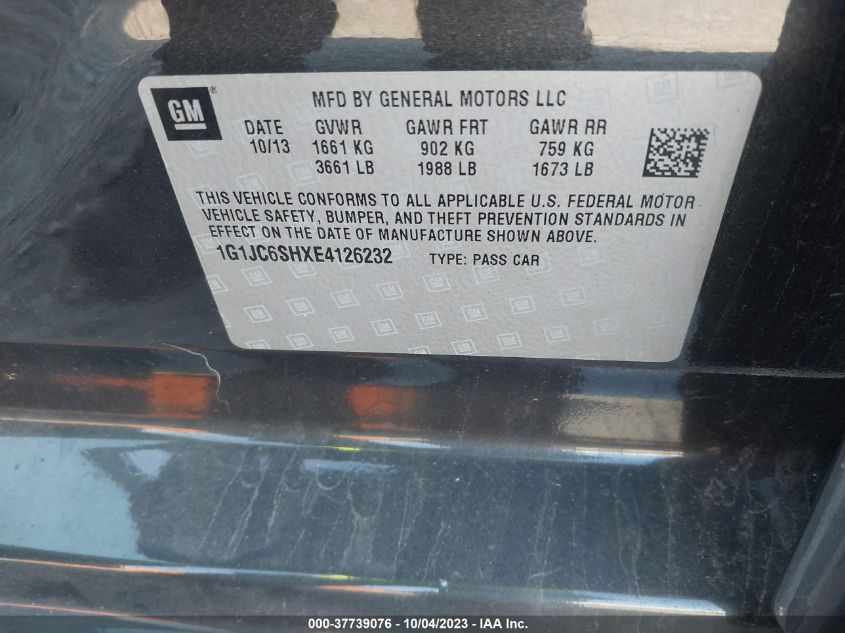 GM
MFD BY GENERAL MOTORS LLC
DATE GVWR GAWR FRT GAWR RR
10/13 1661 KG 902 KG 759 KG
3661 LB 1988 LB 1673 LB
THIS VEHICLE CONFORMS TO ALL APPLICABLE U.S. FEDERAL MOTOR
VEHICLE SAFETY, BUMPER, AND THEFT PREVENTION STANDARDS IN
EFFECT ON THE DATE OF MANUFACTURE SHOWN ABOVE.
1G1JC6SHXE4126232 TYPE: PASS CAR
000-37739076 - 10/04/2023 - IAA Inc.